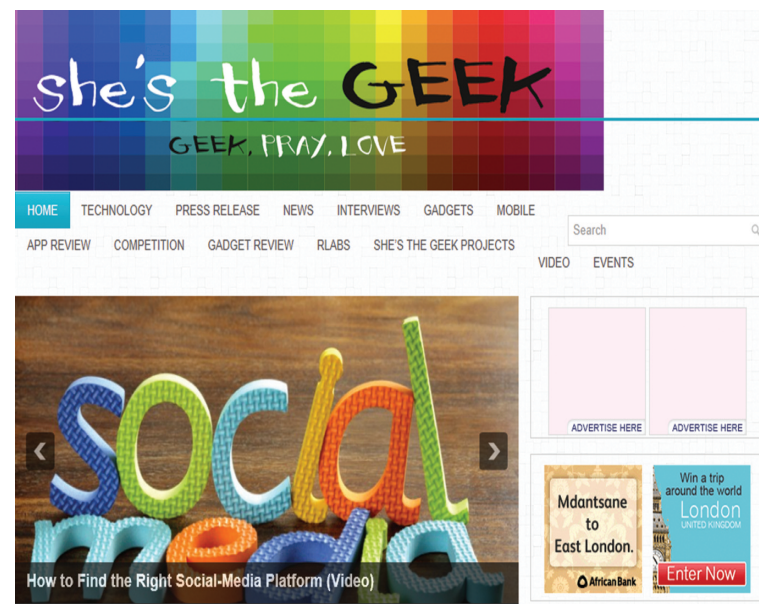 she's the GEEK
GEEK, PRAY, LOVE
HOME TECHNOLOGY PRESS RELEASE NEWS INTERVIEWS GADGETS MOBILE
APP REVIEW COMPETITION GADGET REVIEW RLABS SHE'S THE GEEK PROJECTS
Search
VIDEO EVENTS
social
media
How to Find the Right Social-Media Platform (Video)
ADVERTISE HERE ADVERTISE HERE
Mdantsane
to
East London.
African Bank
Win a trip
around the world
London
UNITED KINGDOM
Enter Now